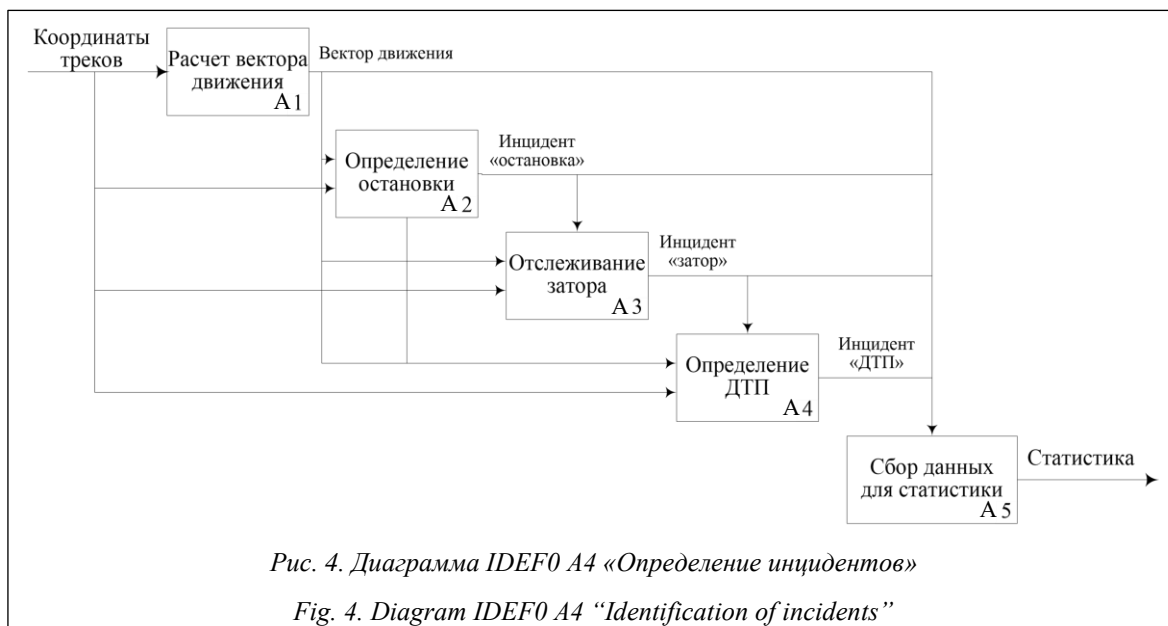 Координаты
треков
Расчет вектора
движения
А1
Вектор движения
Определение
остановки
А2
Инцидент
«остановка»
Отслеживание
затора
А3
Инцидент
«затор»
Определение
ДТП
А4
Инцидент
«ДТП»
Сбор данных
для статистики
А5
Статистика
Рис. 4. Диаграмма IDEF0 A4 «Определение инцидентов»
Fig. 4. Diagram IDEF0 A4 “Identification of incidents”